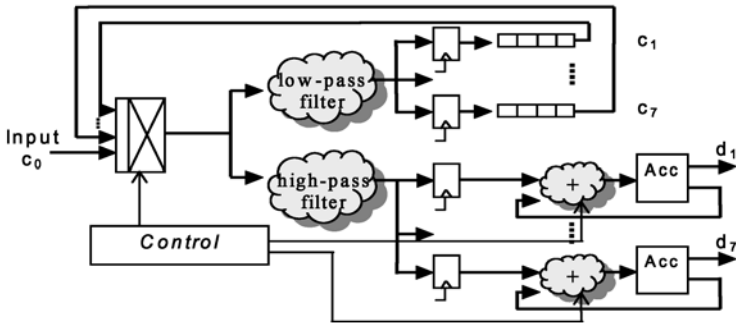 c1
low-pass
filter
c7
Input
c0
d1
Acc
high-pass
filter
+
Control
d7
Acc
+